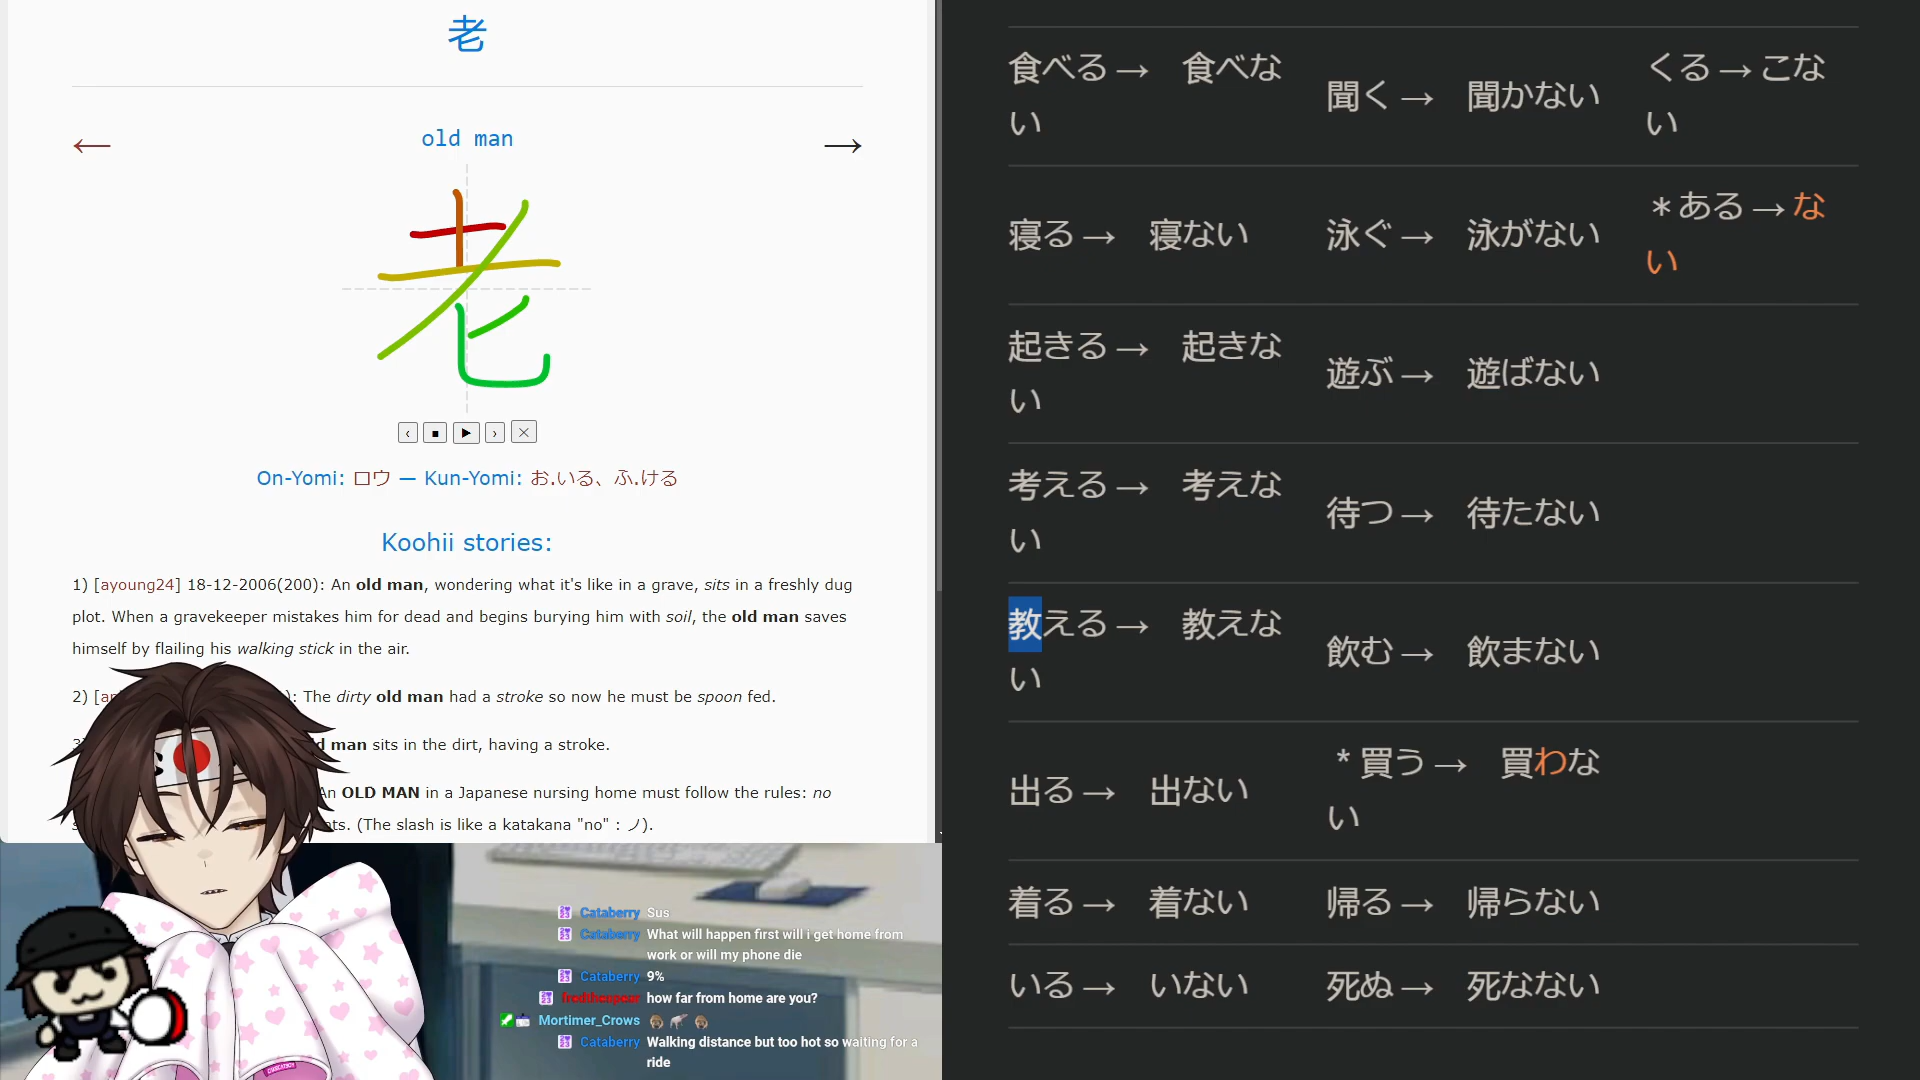 老
←
old man
→
On-Yomi: ロウ — Kun-Yomi: お.いる、ふ.ける
Koohii stories:
1) [ayoung24] 18-12-2006(200): An old man, wondering what it's like in a grave, sits in a freshly dug
plot. When a gravekeeper mistakes him for dead and begins burying him with soil, the old man saves
himself by flailing his walking stick in the air.
2) [a ): The dirty old man had a stroke so now he must be spoon fed.
man sits in the dirt, having a stroke.
An OLD MAN in a Japanese nursing home must follow the rules: no
(The slash is like a katakana "no" : ノ).
食べる → 食べな
い
聞く → 聞かない
くる → こな
い
寝る → 寝ない
泳ぐ → 泳がない
*ある → な
い
起きる → 起きな
い
遊ぶ → 遊ばない
考える → 考えな
い
待つ → 待たない
教える → 教えな
い
飲む → 飲まない
出る → 出ない
*買う → 買わな
い
着る → 着ない
帰る → 帰らない
いる → いない
死ぬ → 死なない
Cataberry Sus
Cataberry What will happen first will i get home from
work or will my phone die
Cataberry 9%
how far from home are you?
Mortimer_Crows
Cataberry Walking distance but too hot so waiting for a
ride